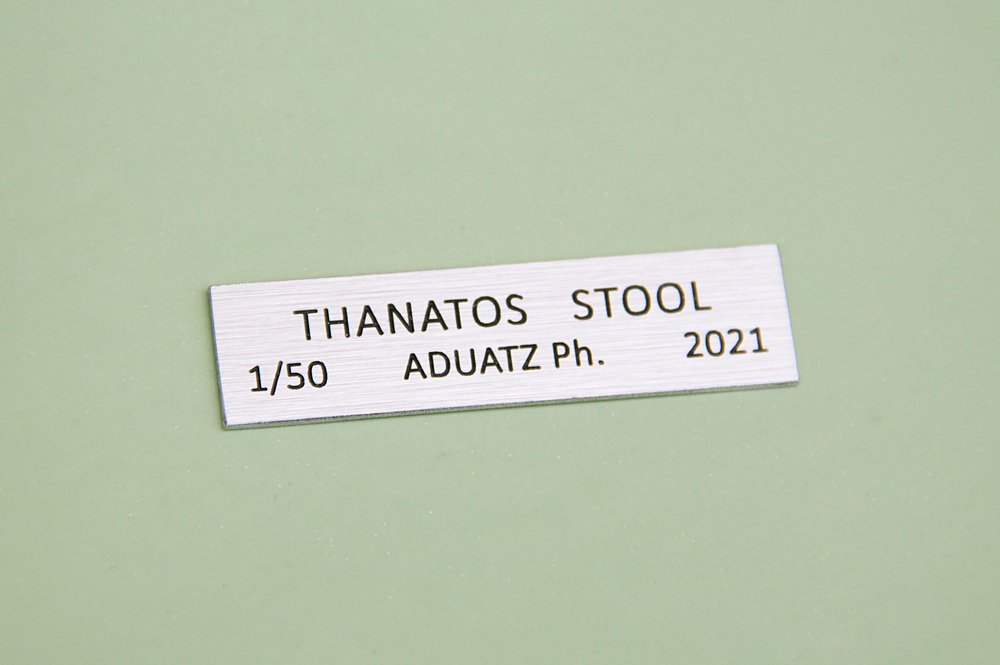 THANATOS STOOL
1/50 ADUATZ Ph. 2021